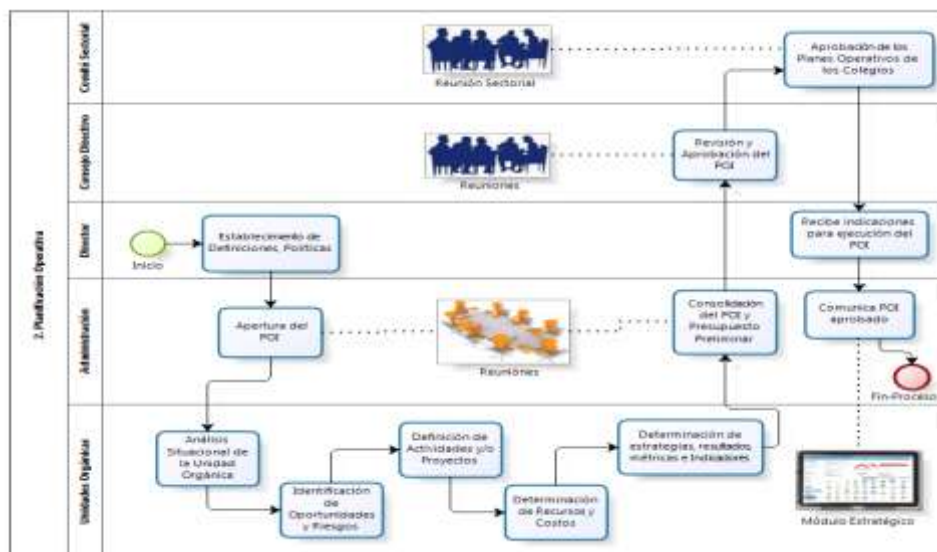 2. Planificación Operativa
Comité Sectorial
Reunión Sectorial
Aprobación de los
Planes Operativos de
los Colegios
Consejo Directivo
Reuniones
Revisión y
Aprobación del
POI
Director
Inicio
Establecimiento de
Definiciones, Políticas
Recibe indicaciones
para ejecución del
POI
Administración
Apertura del
POI
Reuniones
Consolidación
del POI y
Presupuesto
Preliminar
Comunica POI
aprobado
Fin-Proceso
Unidades Orgánicas
Análisis
Situacional de
la Unidad
Orgánica
Identificación
de
Oportunidades
y Riesgos
Definición de
Actividades y/o
Proyectos
Determinación
de Recursos y
Costos
Determinación de
estrategias, resultados,
métricas e Indicadores
Módulo Estratégico